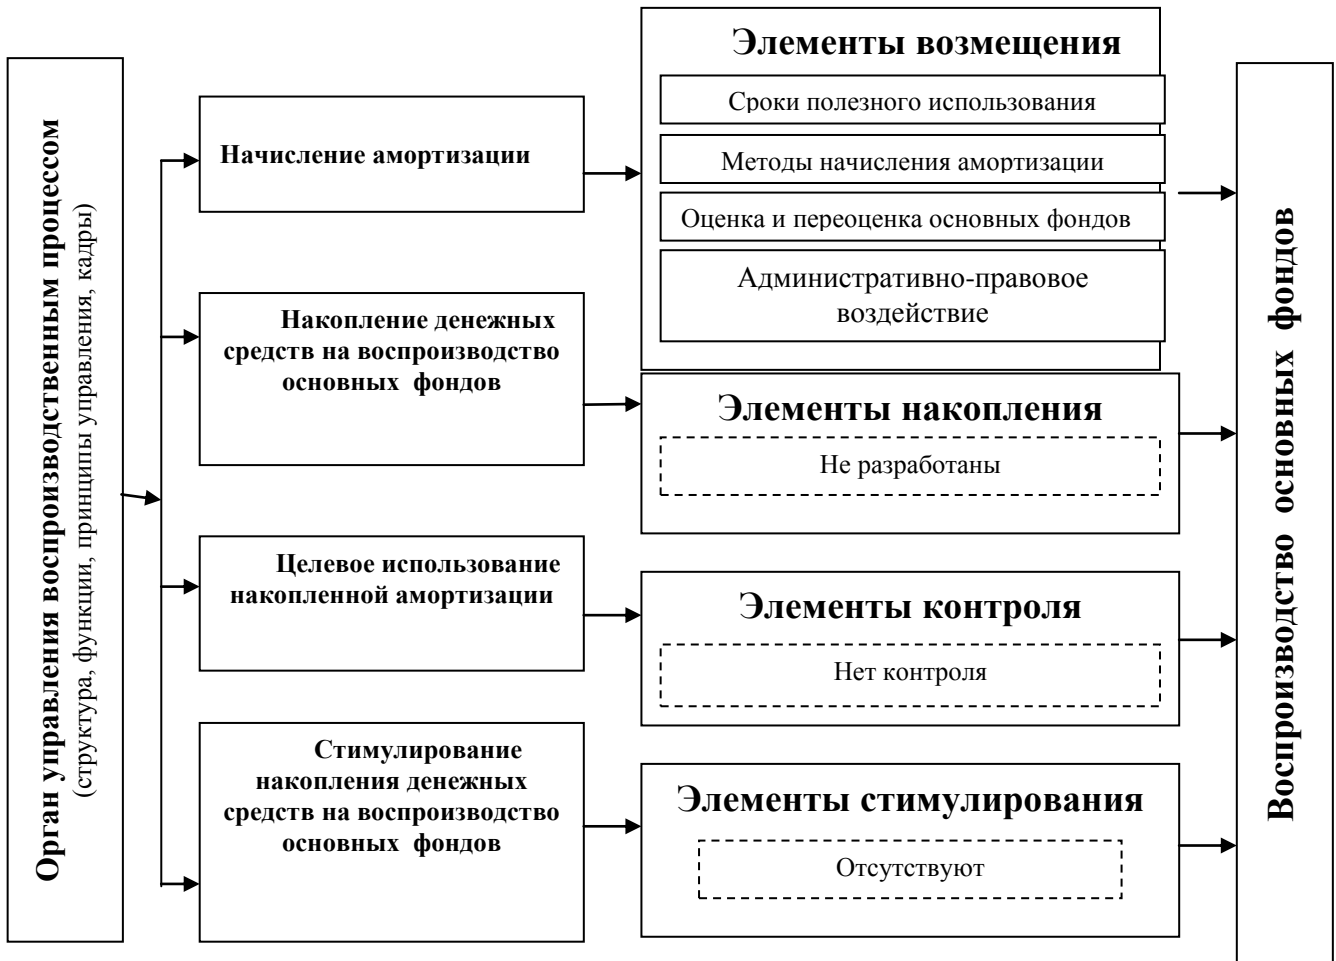 Орган управления воспроизводственным процессом
(структура, функции, принципы управления, кадры)
Начисление амортизации
Накопление денежных
средств на воспроизводство
основных фондов
Целевое использование
накопленной амортизации
Стимулирование
накопления денежных
средств на воспроизводство
основных фондов
Элементы возмещения
Сроки полезного использования
Методы начисления амортизации
Оценка и переоценка основных фондов
Административно-правовое
воздействие
Элементы накопления
Не разработаны
Элементы контроля
Нет контроля
Элементы стимулирования
Отсутствуют
Воспроизводство основных фондов